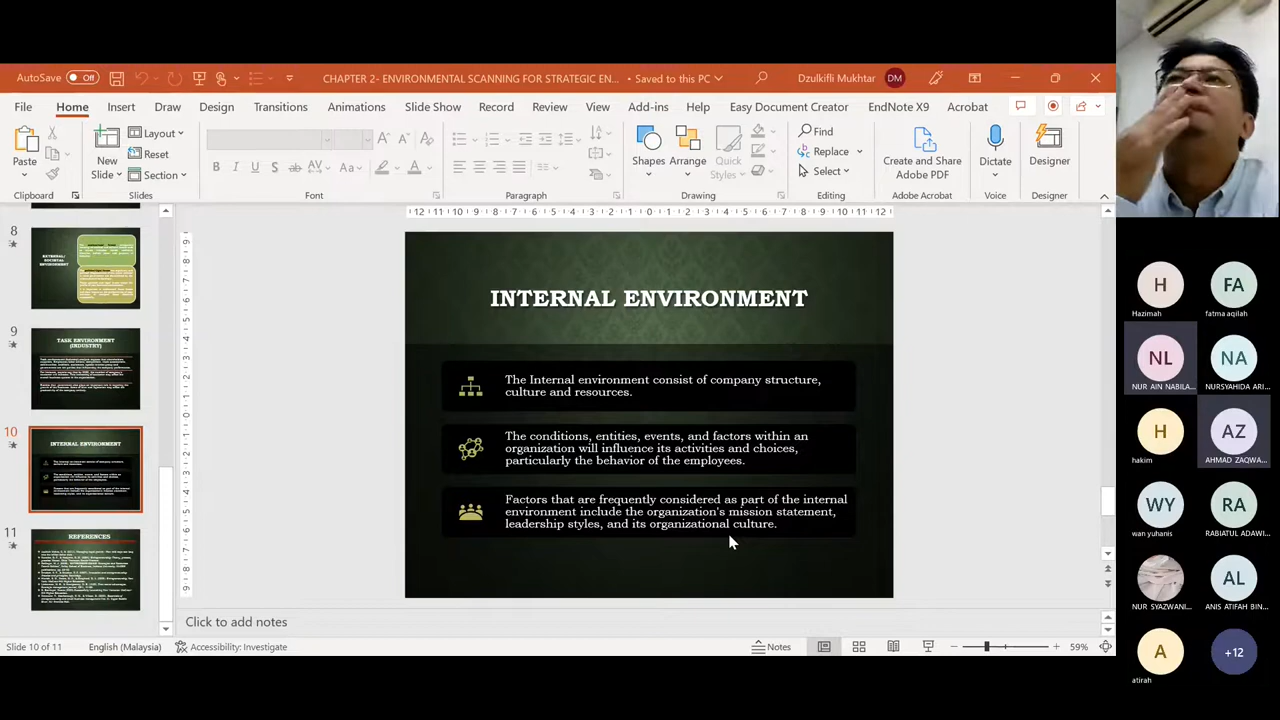 AutoSave Off
CHAPTER 2- ENVIRONMENTAL SCANNING FOR STRATEGIC EN... • Saved to this PC
Dzulkifli Mukhtar DM
File Home Insert Draw Design Transitions Animations Slide Show Record Review View Add-ins Help Easy Document Creator EndNote X9 Acrobat
Paste
Clipboard
New
Slide
Layout
Reset
Section
Slides
Font
Paragraph
Shapes
Arrange
Quick
Styles
Drawing
Find
Replace
Select
Editing
Create and Share
Adobe PDF
Adobe Acrobat
Dictate
Voice
Designer
Designer
8
EXTERNAL/
SOCIETAL
ENVIRONMENT
9
TASK ENVIRONMENT
(INDUSTRY)
10
INTERNAL ENVIRONMENT
11
REFERENCES
INTERNAL ENVIRONMENT
The Internal environment consist of company structure,
culture and resources.
The conditions, entities, events, and factors within an
organization will influence its activities and choices,
particularly the behavior of the employees.
Factors that are frequently considered as part of the internal
environment include the organization's mission statement,
leadership styles, and its organizational culture.
Click to add notes
Slide 10 of 11
English (Malaysia)
Accessibility: Investigate
Notes
59%
H
Hazimah
FA
fatma aqilah
NL
NUR AIN NABILA...
NA
NURSYAHIDA ARI...
H
hakim
AZ
AHMAD ZAQWA...
WY
wan yuhanis
RA
RABIATUL ADAWI...
NUR SYAZWANI...
AL
ANIS ATIFAH BIN...
A
atirah
+12